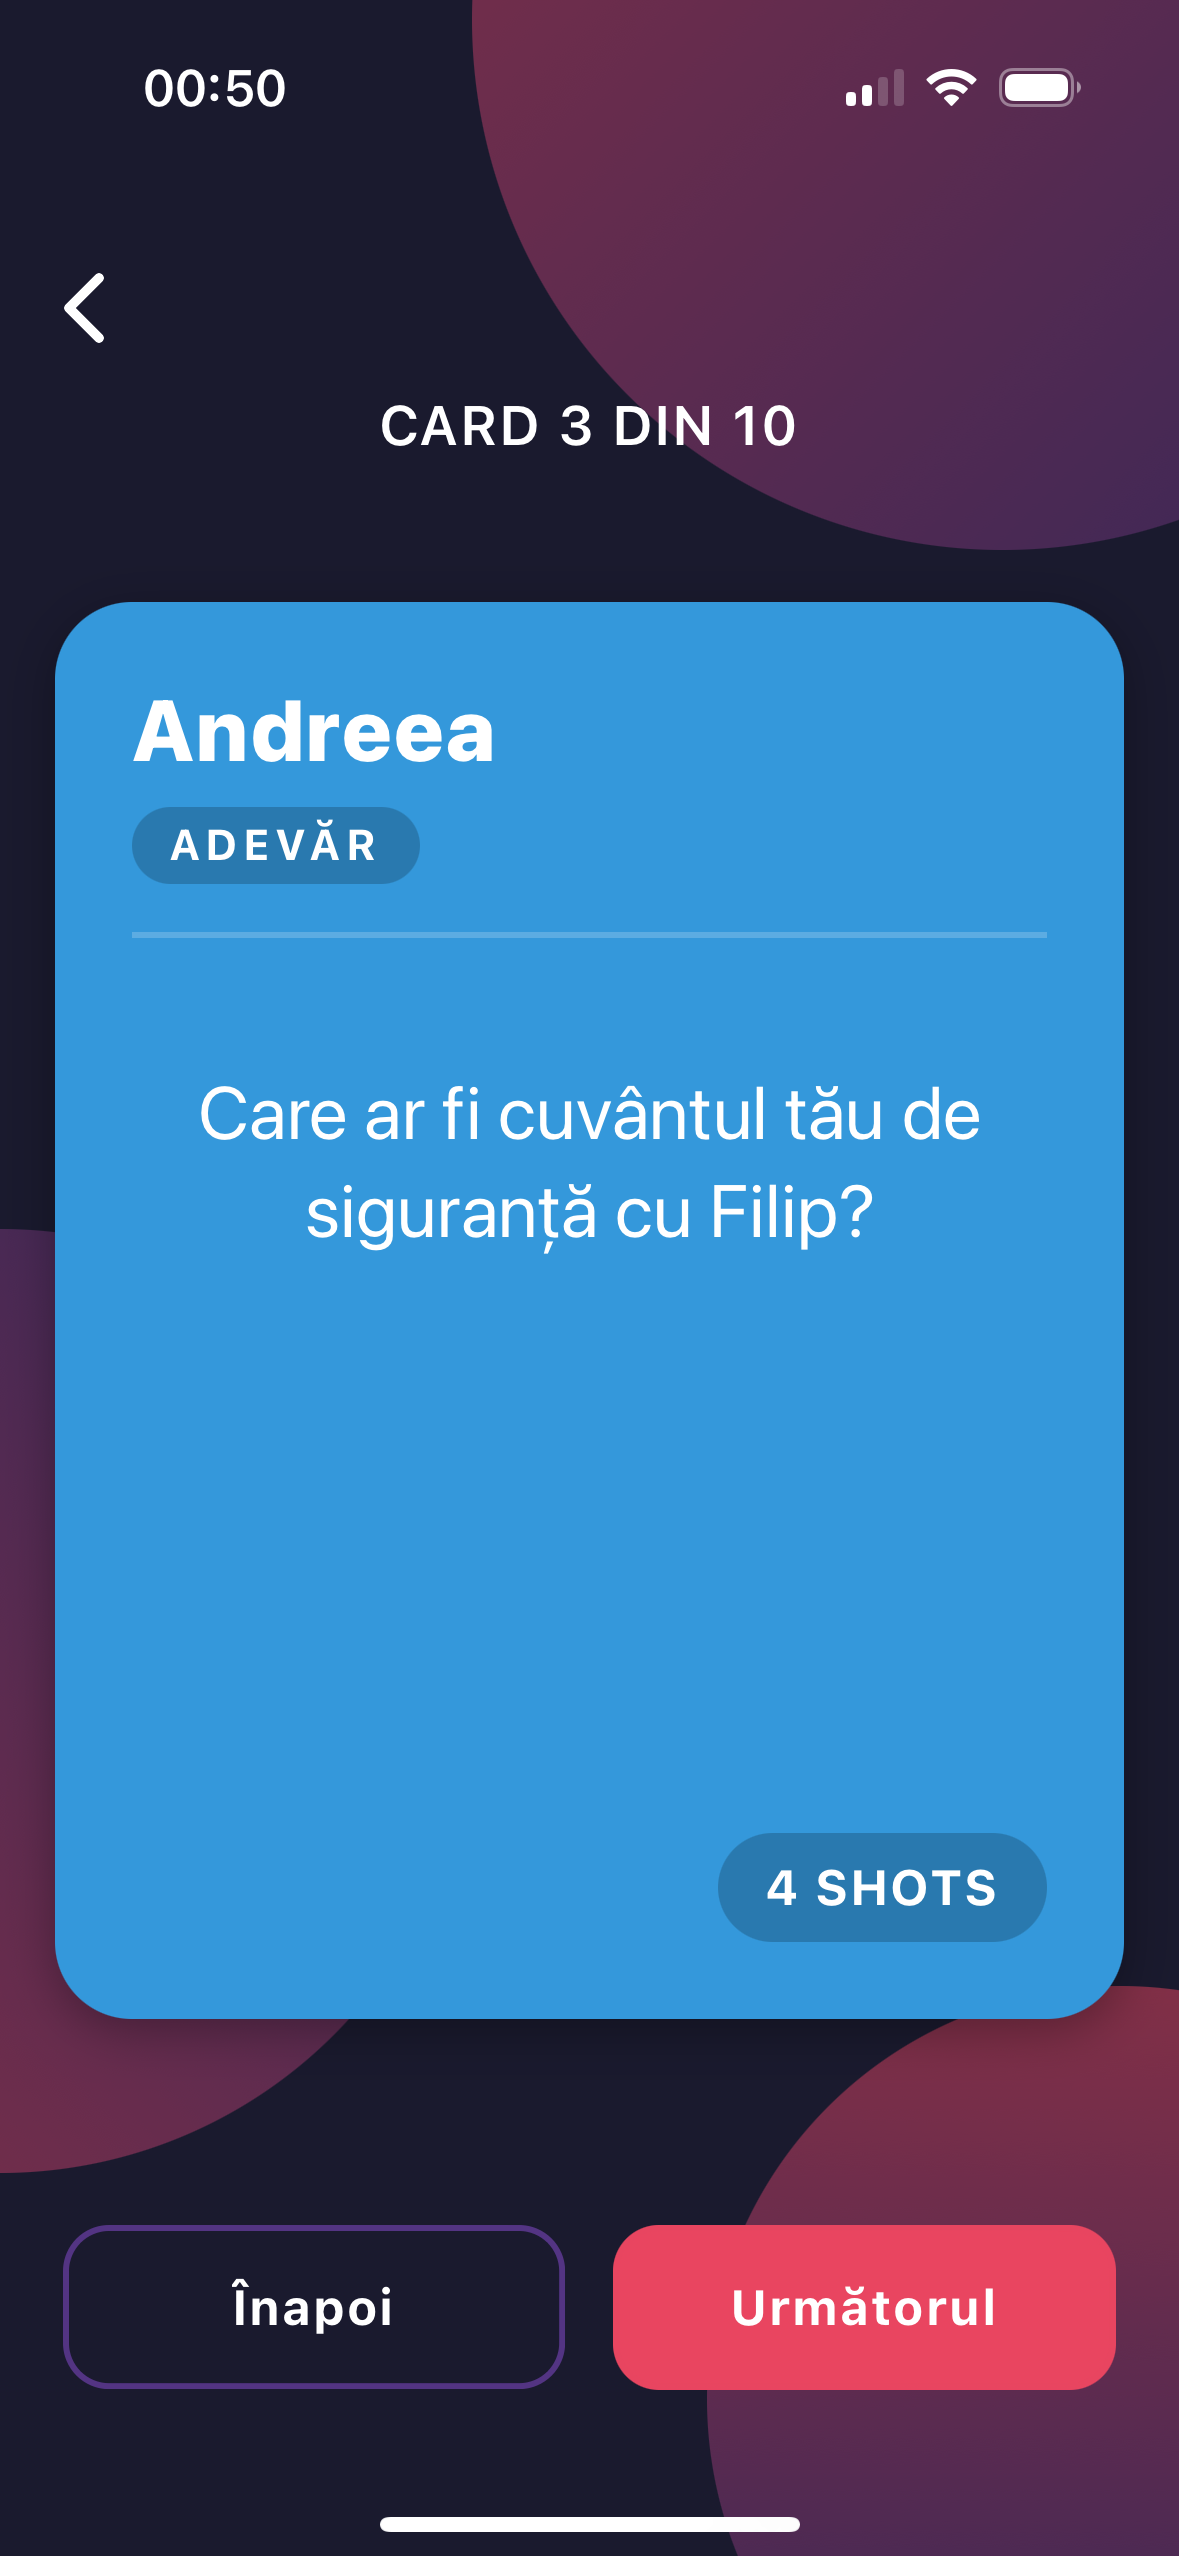 00:50
CARD 3 DIN 10
Andreea
ADEVĂR
Care ar fi cuvântul tău de
siguranță cu Filip?
4 SHOTS
Înapoi
Următorul